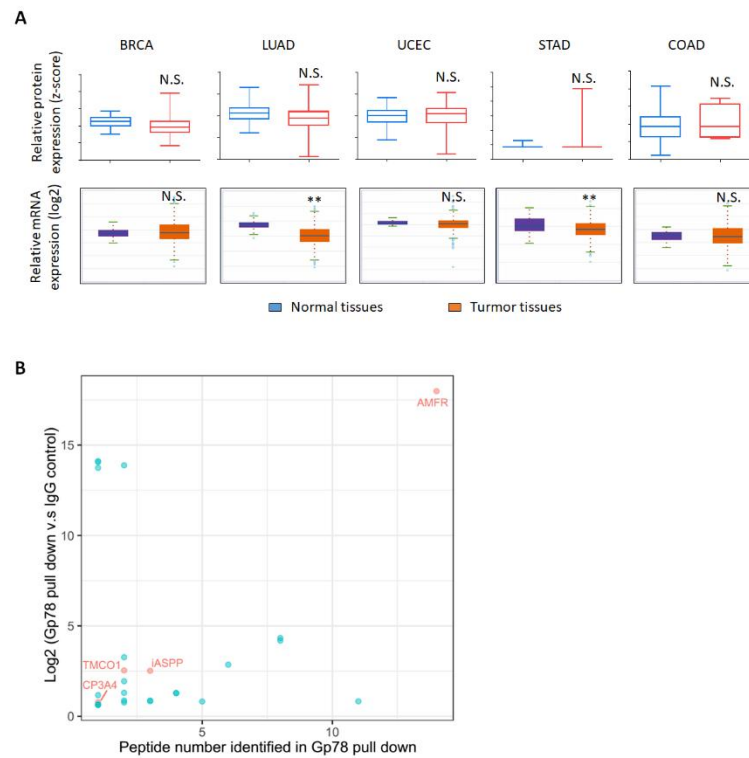 A
BRCA LUAD UCEC STAD COAD
Relative protein
expression (z-score)
N.S. N.S. N.S. N.S. N.S.
Relative mRNA
expression (log2)
N.S. ** N.S. ** N.S.
Normal tissues Turmor tissues
B
Log2 (Gp78 pull down v.s IgG control)
15
10
5
0
AMFR
TMCO1 iASPP
CP3A4
5 10
Peptide number identified in Gp78 pull down